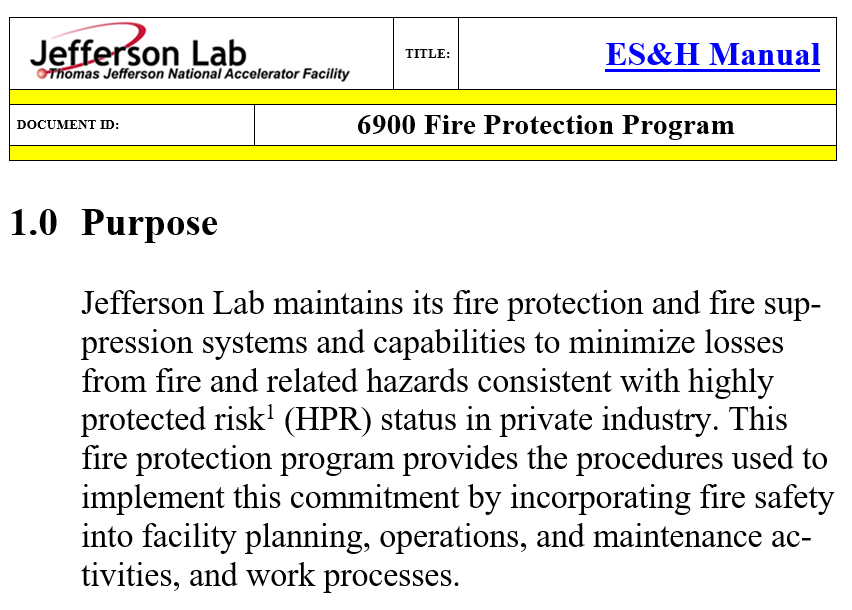 Jefferson Lab
Thomas Jefferson National Accelerator Facility
TITLE:
ES&H Manual
DOCUMENT ID:
6900 Fire Protection Program
1.0 Purpose
Jefferson Lab maintains its fire protection and fire sup-
pression systems and capabilities to minimize losses
from fire and related hazards consistent with highly
protected risk¹ (HPR) status in private industry. This
fire protection program provides the procedures used to
implement this commitment by incorporating fire safety
into facility planning, operations, and maintenance ac-
tivities, and work processes.